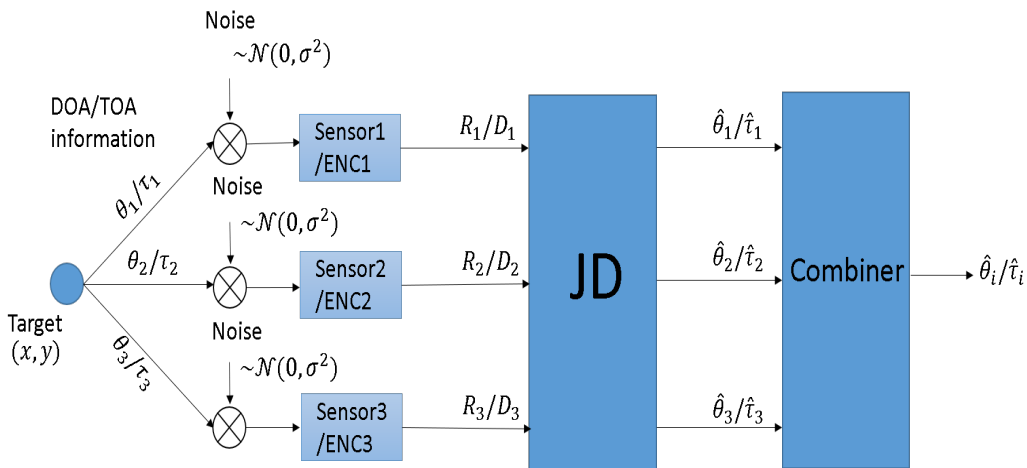 Noise
~𝒩(0, σ²)
DOA/TOA
information
θ₁/τ₁
Sensor1
/ENC1
R₁/D₁
θ̂₁/τ̂₁
Noise
~𝒩(0, σ²)
θ₂/τ₂
Sensor2
/ENC2
R₂/D₂
JD
θ̂₂/τ̂₂
Combiner
θ̂ᵢ/τ̂ᵢ
Target
(x, y)
Noise
~𝒩(0, σ²)
θ₃/τ₃
Sensor3
/ENC3
R₃/D₃
θ̂₃/τ̂₃